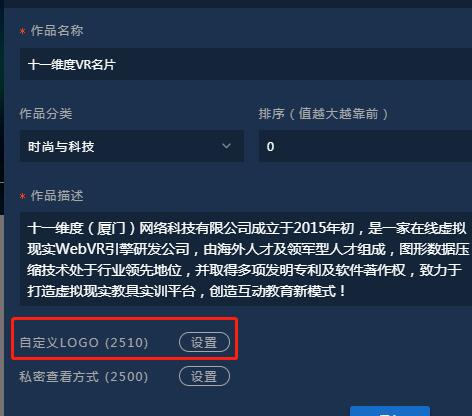 * 作品名称
十一维度VR名片
作品分类 排序（值越大越靠前）
时尚与科技 0
* 作品描述
十一维度（厦门）网络科技有限公司成立于2015年初，是一家在线虚拟
现实WebVR引擎研发公司，由海外人才及领军型人才组成，图形数据压
缩技术处于行业领先地位，并取得多项发明专利及软件著作权，致力于
打造虚拟现实教具实训平台，创造互动教育新模式！
自定义LOGO (2510) 设置
私密查看方式 (2500) 设置